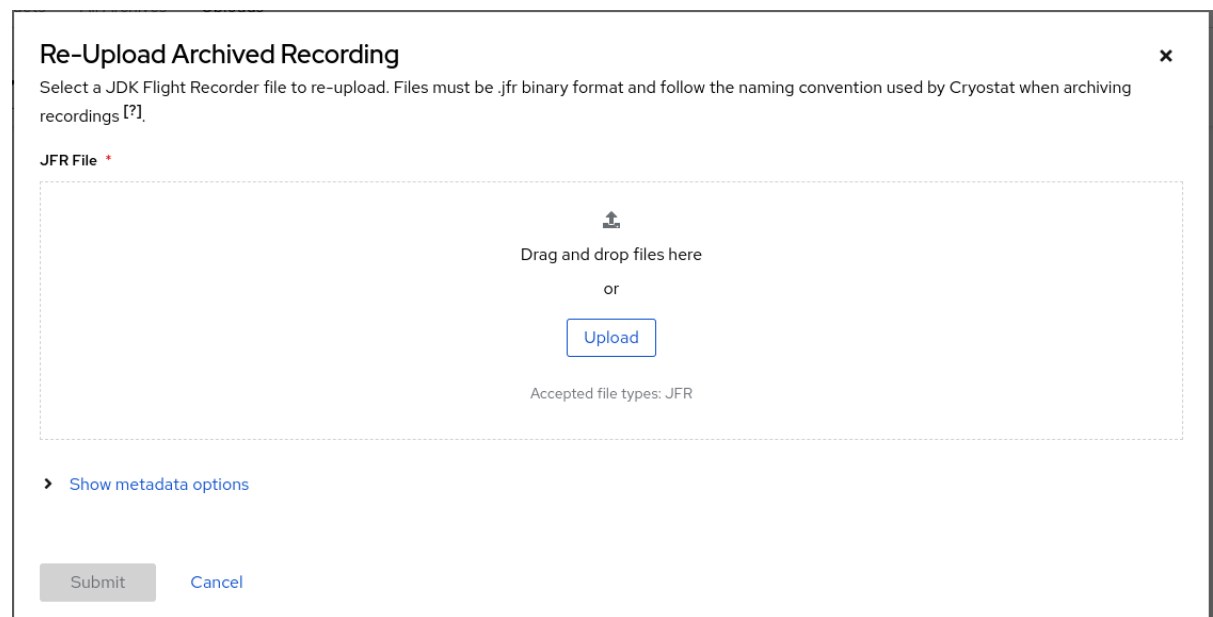 Re-Upload Archived Recording
Select a JDK Flight Recorder file to re-upload. Files must be .jfr binary format and follow the naming convention used by Cryostat when archiving
recordings [?].
JFR File *
Drag and drop files here
or
Upload
Accepted file types: JFR
Show metadata options
Submit Cancel